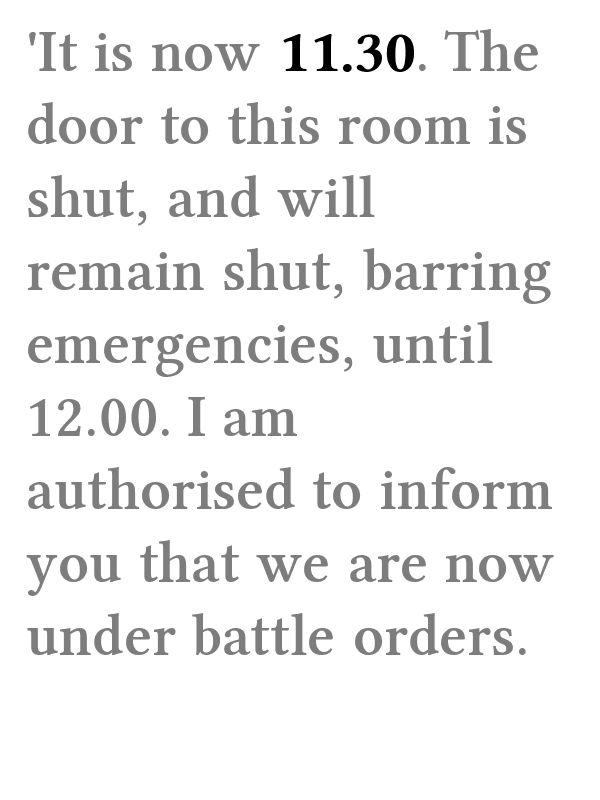 'It is now 11.30. The
door to this room is
shut, and will
remain shut, barring
emergencies, until
12.00. I am
authorised to inform
you that we are now
under battle orders.